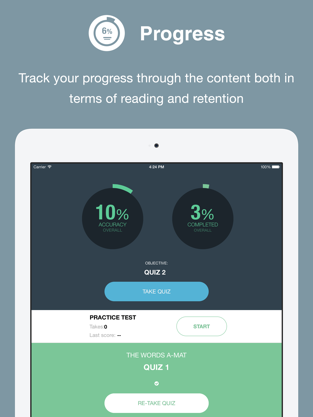 6%
Progress
Track your progress through the content both in
terms of reading and retention
Carrier
4:24 PM
100%
10%
ACCURACY
OVERALL
3%
COMPLETED
OVERALL
OBJECTIVE:
QUIZ 2
TAKE QUIZ
PRACTICE TEST
Takes 0
Last score: --
START
THE WORDS A-MAT
QUIZ 1
RE-TAKE QUIZ